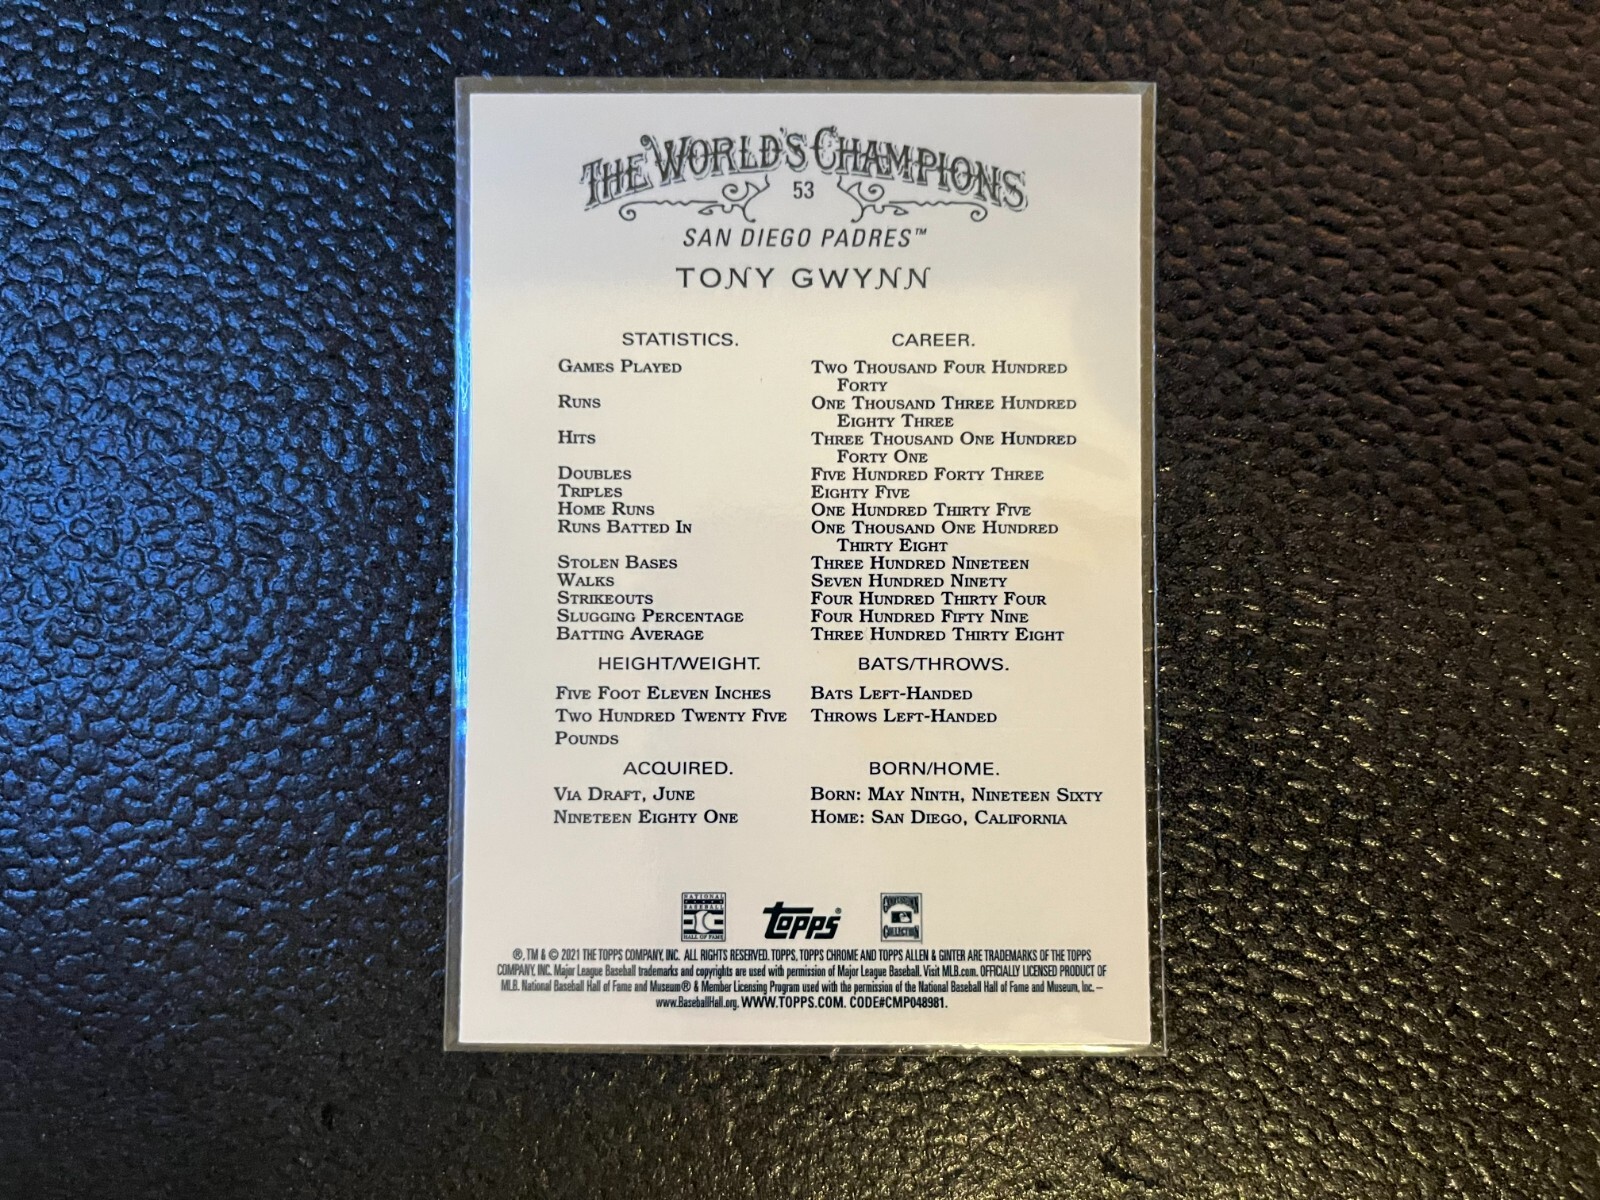 THE WORLD'S CHAMPIONS
53
SAN DIEGO PADRES™
TONY GWYNN
STATISTICS. CAREER.
GAMES PLAYED TWO THOUSAND FOUR HUNDRED
FORTY
RUNS ONE THOUSAND THREE HUNDRED
EIGHTY THREE
HITS THREE THOUSAND ONE HUNDRED
FORTY ONE
DOUBLES FIVE HUNDRED FORTY THREE
TRIPLES EIGHTY FIVE
HOME RUNS ONE HUNDRED THIRTY FIVE
RUNS BATTED IN ONE THOUSAND ONE HUNDRED
THIRTY EIGHT
STOLEN BASES THREE HUNDRED NINETEEN
WALKS SEVEN HUNDRED NINETY
STRIKEOUTS FOUR HUNDRED THIRTY FOUR
SLUGGING PERCENTAGE FOUR HUNDRED FIFTY NINE
BATTING AVERAGE THREE HUNDRED THIRTY EIGHT
HEIGHT/WEIGHT. BATS/THROWS.
FIVE FOOT ELEVEN INCHES BATS LEFT-HANDED
TWO HUNDRED TWENTY FIVE THROWS LEFT-HANDED
POUNDS
ACQUIRED. BORN/HOME.
VIA DRAFT, JUNE BORN: MAY NINTH, NINETEEN SIXTY
NINETEEN EIGHTY ONE HOME: SAN DIEGO, CALIFORNIA
NATIONAL
BASEBALL
HALL OF FAME
topps®
COOPERSTOWN
COLLECTION
®, TM & © 2021 THE TOPPS COMPANY, INC. ALL RIGHTS RESERVED. TOPPS, TOPPS CHROME AND TOPPS ALLEN & GINTER ARE TRADEMARKS OF THE TOPPS
COMPANY, INC. Major League Baseball trademarks and copyrights are used with permission of Major League Baseball. Visit MLB.com. OFFICIALLY LICENSED PRODUCT OF
MLB. National Baseball Hall of Fame and Museum® & Member Licensing Program used with the permission of the National Baseball Hall of Fame and Museum, Inc. –
www.BaseballHall.org. WWW.TOPPS.COM. CODE#CMP048981.